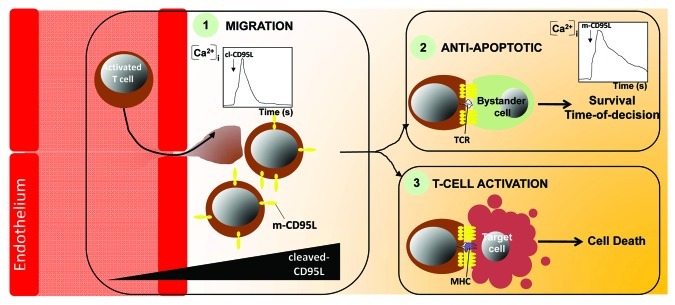 Endothelium
Activated
T cell
1 MIGRATION
[Ca²⁺]i
cl-CD95L
Time (s)
m-CD95L
cleaved-
CD95L
2 ANTI-APOPTOTIC
[Ca²⁺]i
m-CD95L
Time (s)
Bystander
cell
TCR
Survival
Time-of-decision
3 T-CELL ACTIVATION
Target
cell
MHC
Cell Death